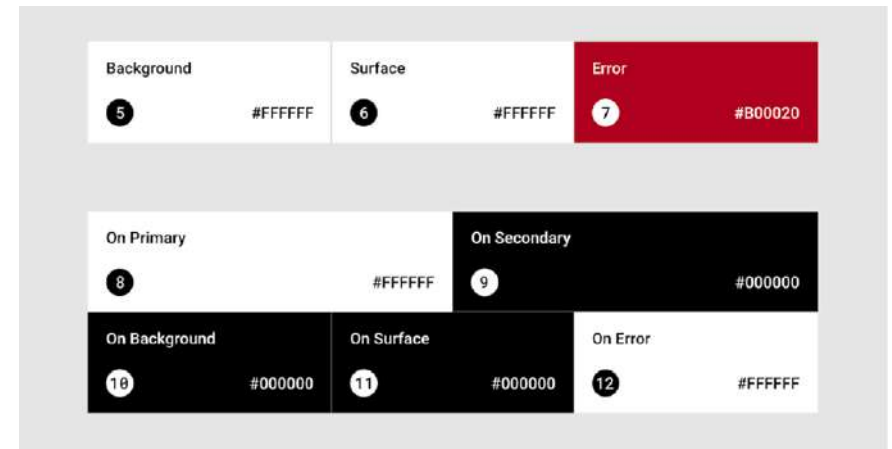 Background
5 #FFFFFF
Surface
6 #FFFFFF
Error
7 #B00020
On Primary
8 #FFFFFF
On Secondary
9 #000000
On Background
10 #000000
On Surface
11 #000000
On Error
12 #FFFFFF